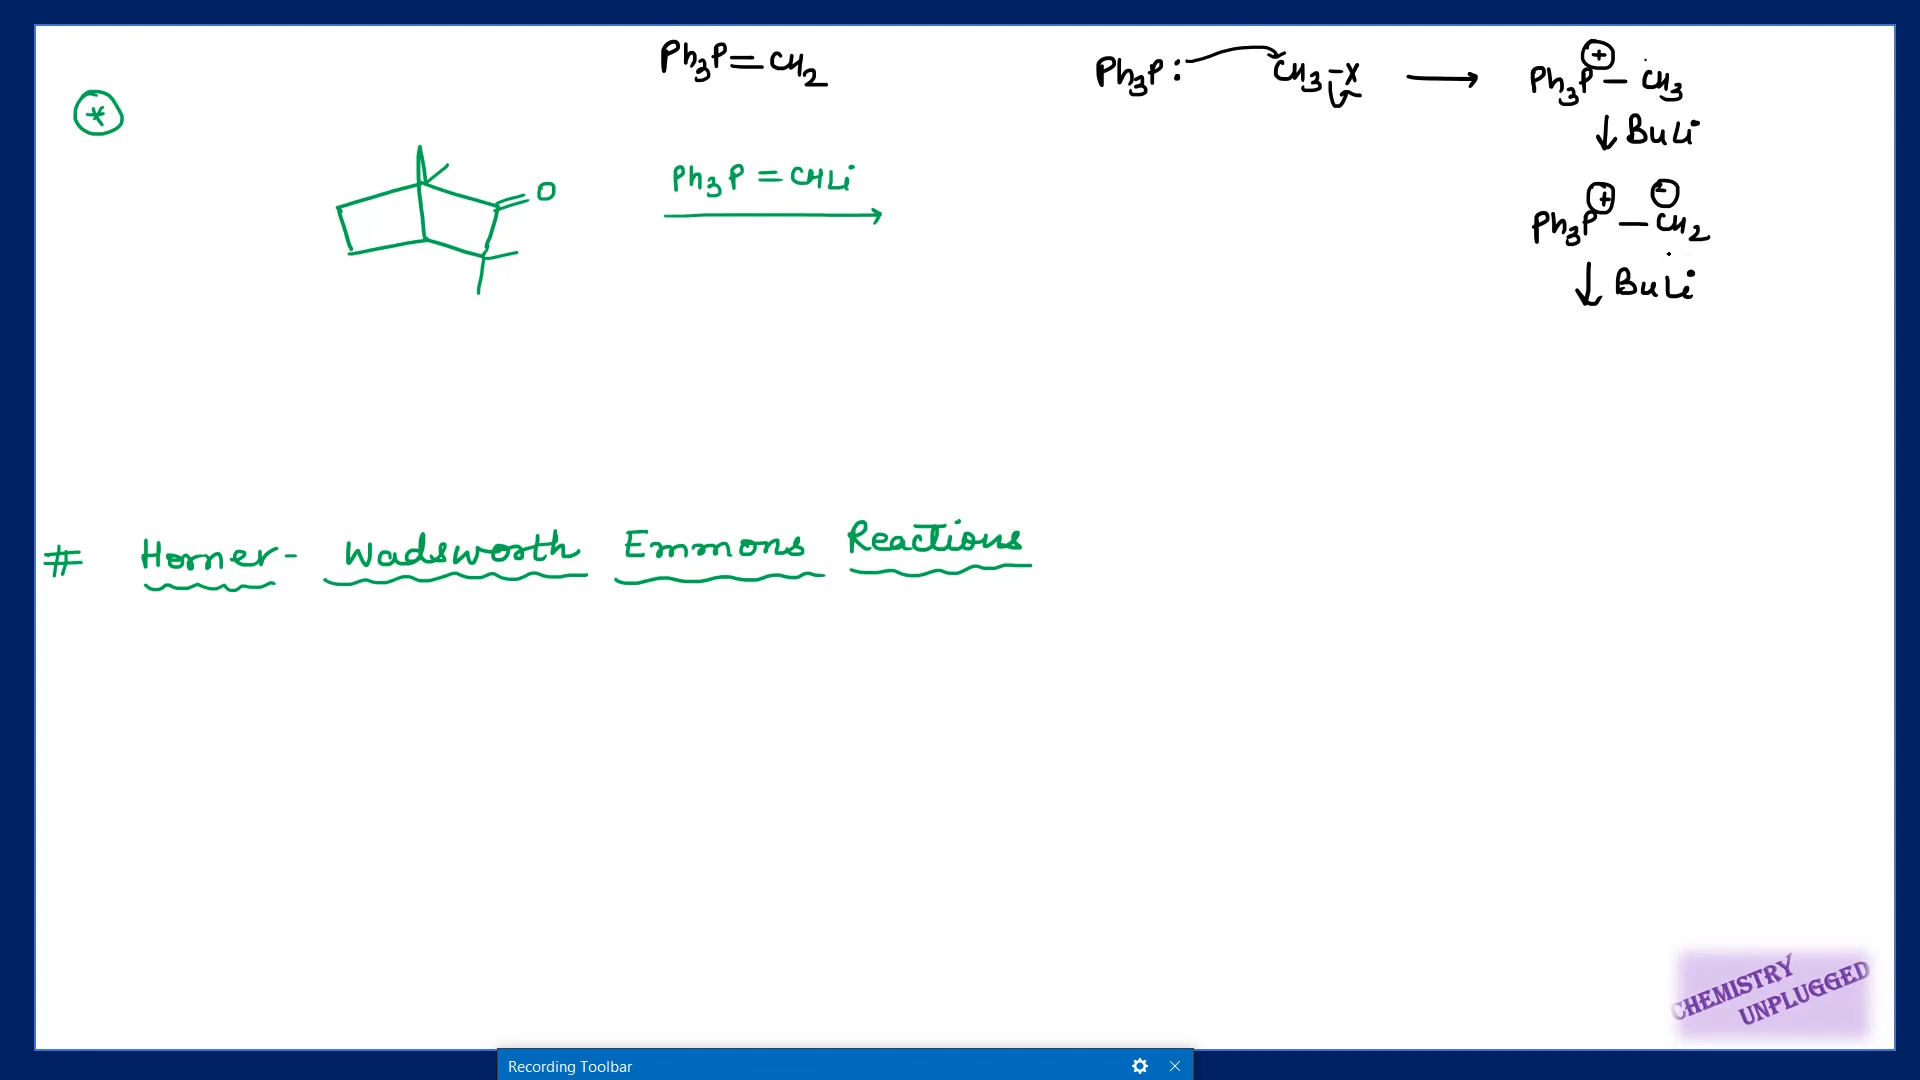 Ph₃P=CH₂
Ph₃P: CH₃-X → Ph₃P⊕-CH₃
↓ BuLi
*
O
Ph₃P=CHLi
Ph₃P⊕-CH₂⊖
↓ BuLi
# Horner- Wadsworth Emmons Reactions
CHEMISTRY
UNPLUGGED
Recording Toolbar